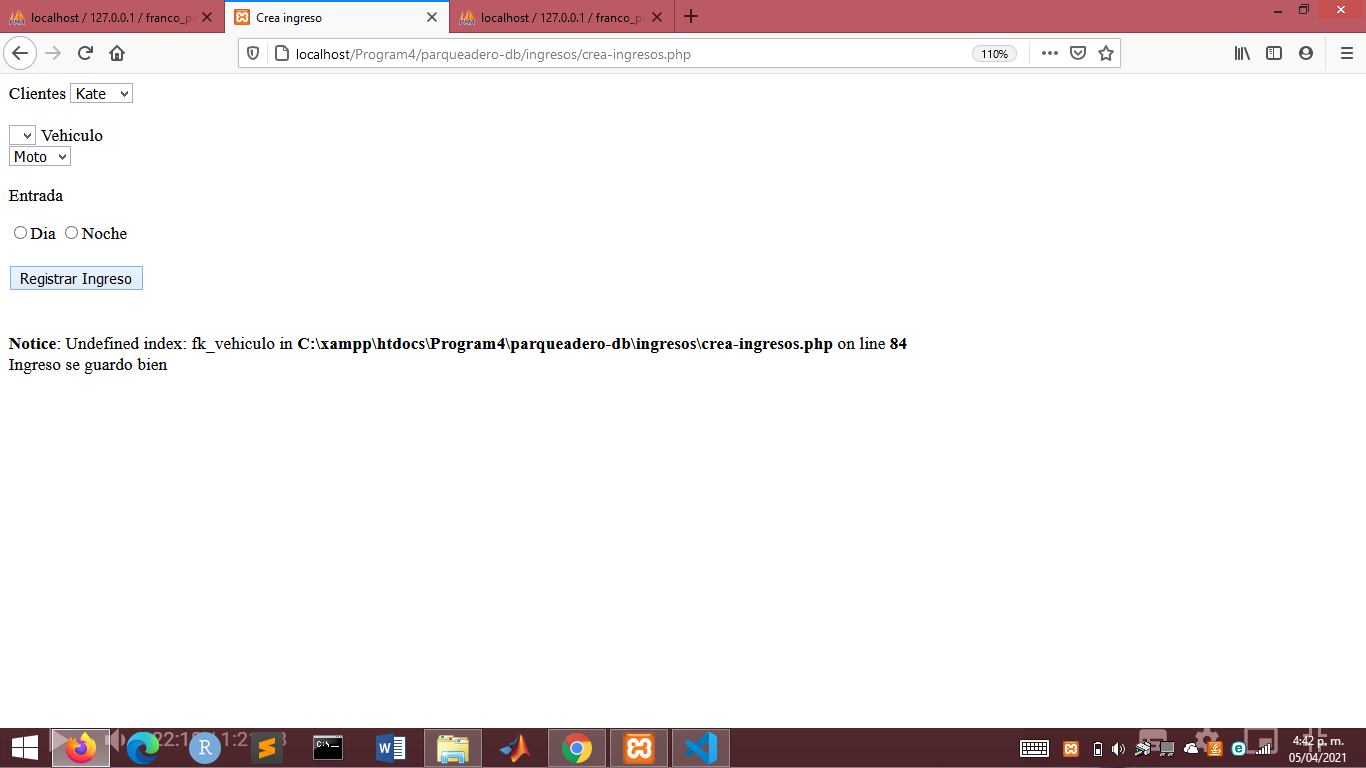 localhost / 127.0.0.1 / franco_p
Crea ingreso
localhost / 127.0.0.1 / franco_p
localhost/Program4/parqueadero-db/ingresos/crea-ingresos.php
110%
Clientes Kate
Vehiculo
Moto
Entrada
Dia Noche
Registrar Ingreso
Notice: Undefined index: fk_vehiculo in C:\xampp\htdocs\Program4\parqueadero-db\ingresos\crea-ingresos.php on line 84
Ingreso se guardo bien
4:42 p. m.
05/04/2021